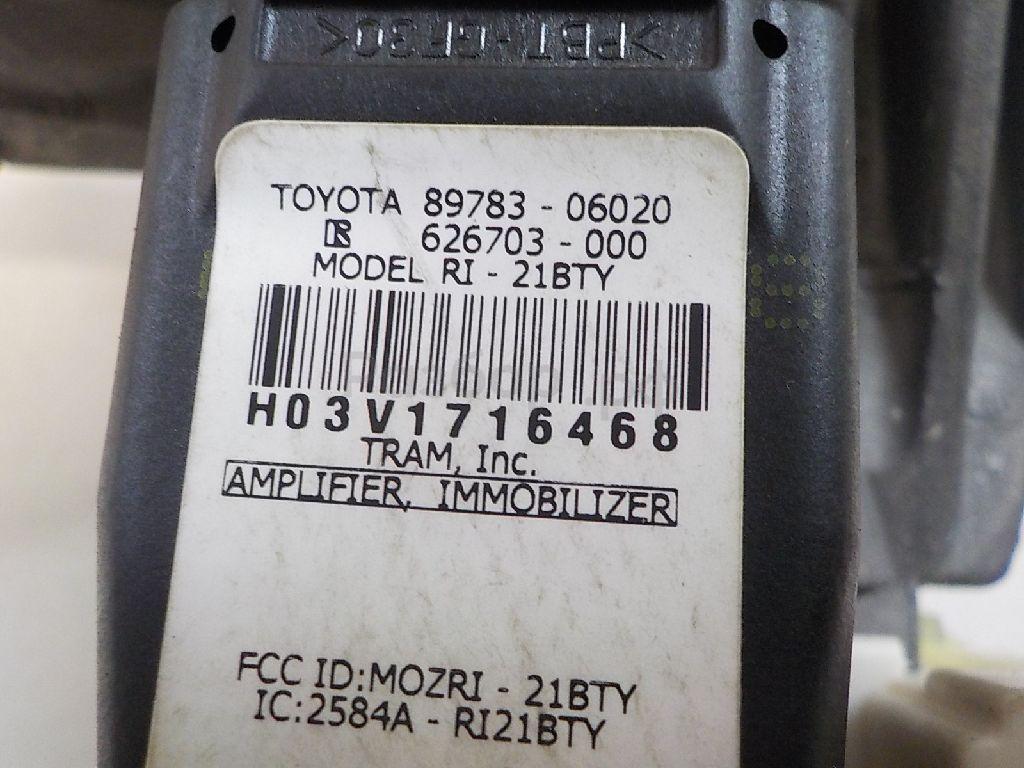 >PBT-GF30<
TOYOTA 89783 - 06020
626703 - 000
MODEL RI - 21BTY
H03V1716468
TRAM, Inc.
AMPLIFIER, IMMOBILIZER
FCC ID:MOZRI - 21BTY
IC:2584A - RI21BTY